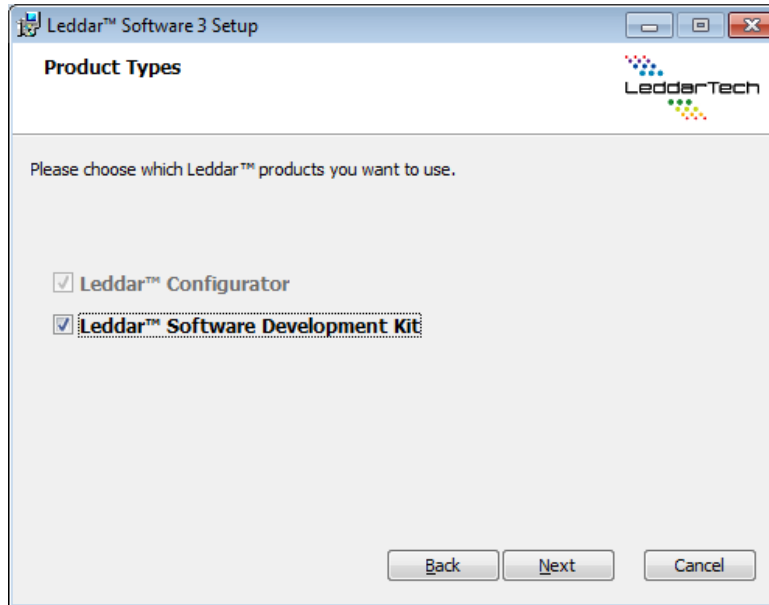 Leddar™ Software 3 Setup
Product Types
LeddarTech
Please choose which Leddar™ products you want to use.
Leddar™ Configurator
Leddar™ Software Development Kit
Back Next Cancel